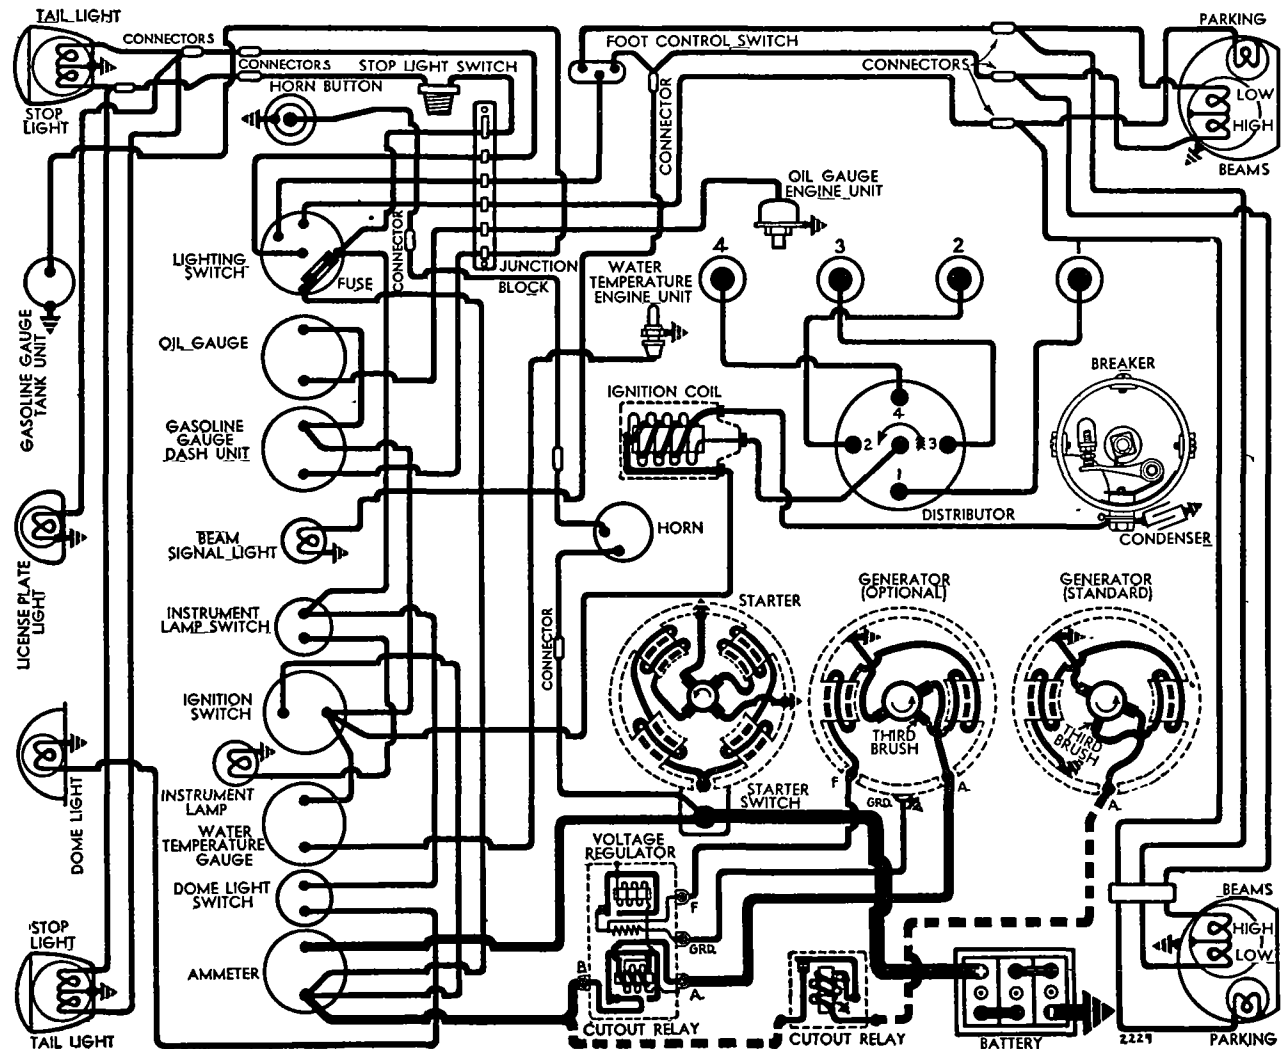 TAIL LIGHT
CONNECTORS
CONNECTORS
STOP LIGHT SWITCH
HORN BUTTON
STOP
LIGHT
FOOT CONTROL SWITCH
CONNECTORS
PARKING
LOW
HIGH
BEAMS
CONNECTOR
CONNECTOR
OIL GAUGE
ENGINE UNIT
LIGHTING
SWITCH
FUSE
JUNCTION
BLOCK
WATER
TEMPERATURE
ENGINE UNIT
4
3
2
1
GASOLINE GAUGE
TANK UNIT
OIL GAUGE
GASOLINE
GAUGE
DASH UNIT
IGNITION COIL
4
2
3
1
DISTRIBUTOR
BREAKER
CONDENSER
LICENSE PLATE
LIGHT
BEAM
SIGNAL LIGHT
HORN
INSTRUMENT
LAMP SWITCH
CONNECTOR
STARTER
GENERATOR
(OPTIONAL)
GENERATOR
(STANDARD)
IGNITION
SWITCH
THIRD
BRUSH
THIRD
BRUSH
DOME LIGHT
INSTRUMENT
LAMP
WATER
TEMPERATURE
GAUGE
STARTER
SWITCH
F
GRD.
A.
A.
VOLTAGE
REGULATOR
DOME LIGHT
SWITCH
F
GRD.
A.
B
STOP
LIGHT
AMMETER
TAIL LIGHT
CUTOUT RELAY
CUTOUT RELAY
BATTERY
BEAMS
HIGH
LOW
2229
PARKING